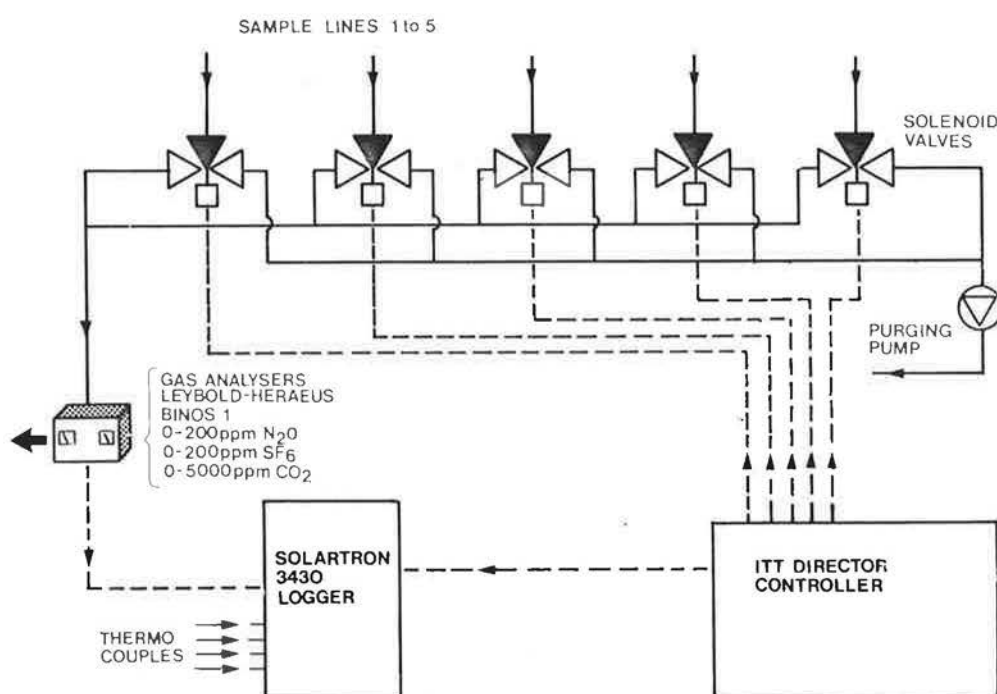 SAMPLE LINES 1 to 5
SOLENOID
VALVES
PURGING
PUMP
GAS ANALYSERS
LEYBOLD-HERAEUS
BINOS 1
0-200ppm N₂O
0-200ppm SF₆
0-5000ppm CO₂
SOLARTRON
3430
LOGGER
ITT DIRECTOR
CONTROLLER
THERMO
COUPLES